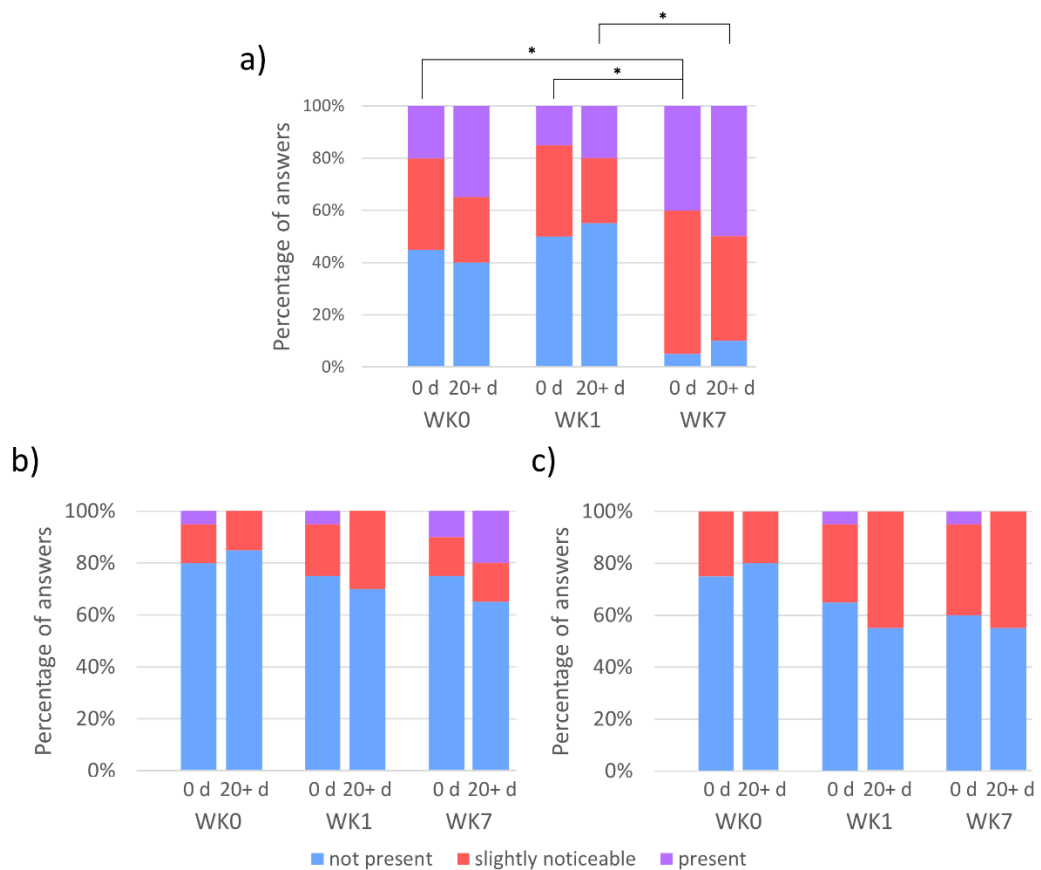 *
*
*
a)
Percentage of answers
100%
80%
60%
40%
20%
0%
0 d 20+ d 0 d 20+ d 0 d 20+ d
WK0 WK1 WK7
b)
Percentage of answers
100%
80%
60%
40%
20%
0%
0 d 20+ d 0 d 20+ d 0 d 20+ d
WK0 WK1 WK7
c)
Percentage of answers
100%
80%
60%
40%
20%
0%
0 d 20+ d 0 d 20+ d 0 d 20+ d
WK0 WK1 WK7
not present slightly noticeable present